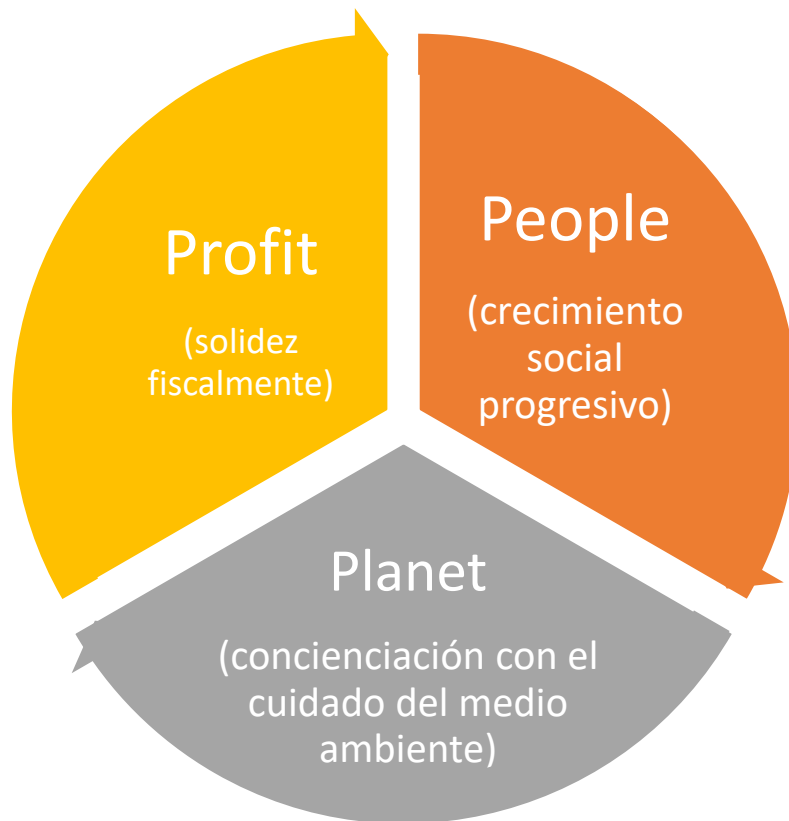 Profit
(solidez
fiscalmente)
People
(crecimiento
social
progresivo)
Planet
(concienciación con el
cuidado del medio
ambiente)